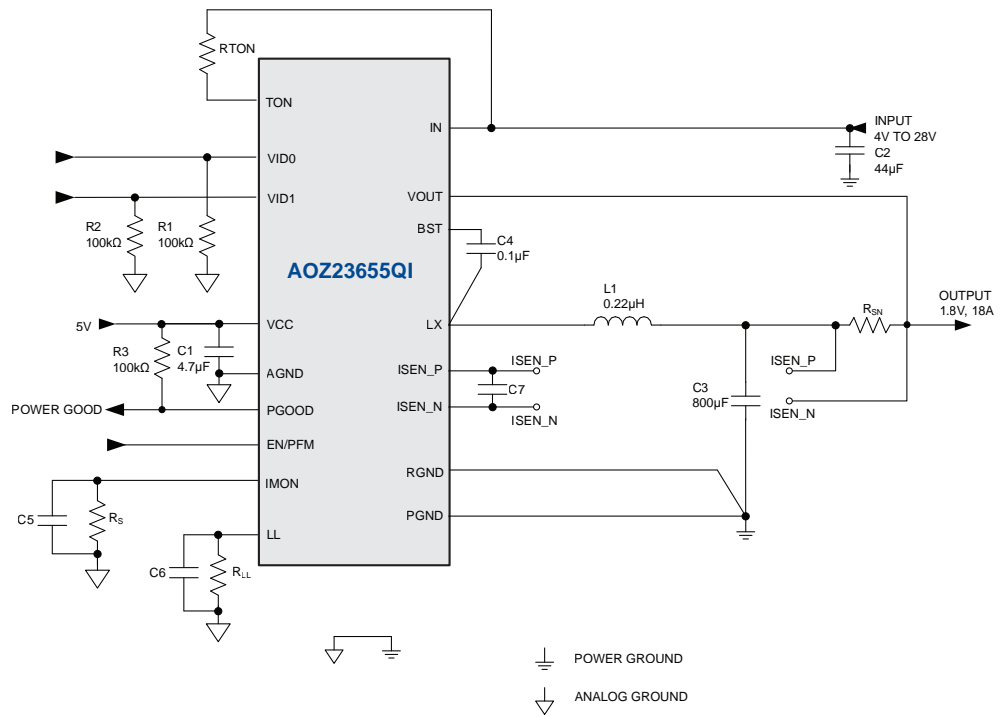 RTON
TON
IN
INPUT
4V TO 28V
C2
44µF
VID0
VID1
VOUT
R2
100kΩ
R1
100kΩ
BST
C4
0.1µF
AOZ23655QI
L1
0.22µH
OUTPUT
1.8V, 18A
5V
VCC
LX
RSN
R3
100kΩ
C1
4.7µF
AGND
ISEN_P
ISEN_P
C7
ISEN_P
C3
800µF
POWER GOOD
PGOOD
ISEN_N
ISEN_N
ISEN_N
EN/PFM
RGND
IMON
C5
RS
PGND
LL
C6
RLL
POWER GROUND
ANALOG GROUND